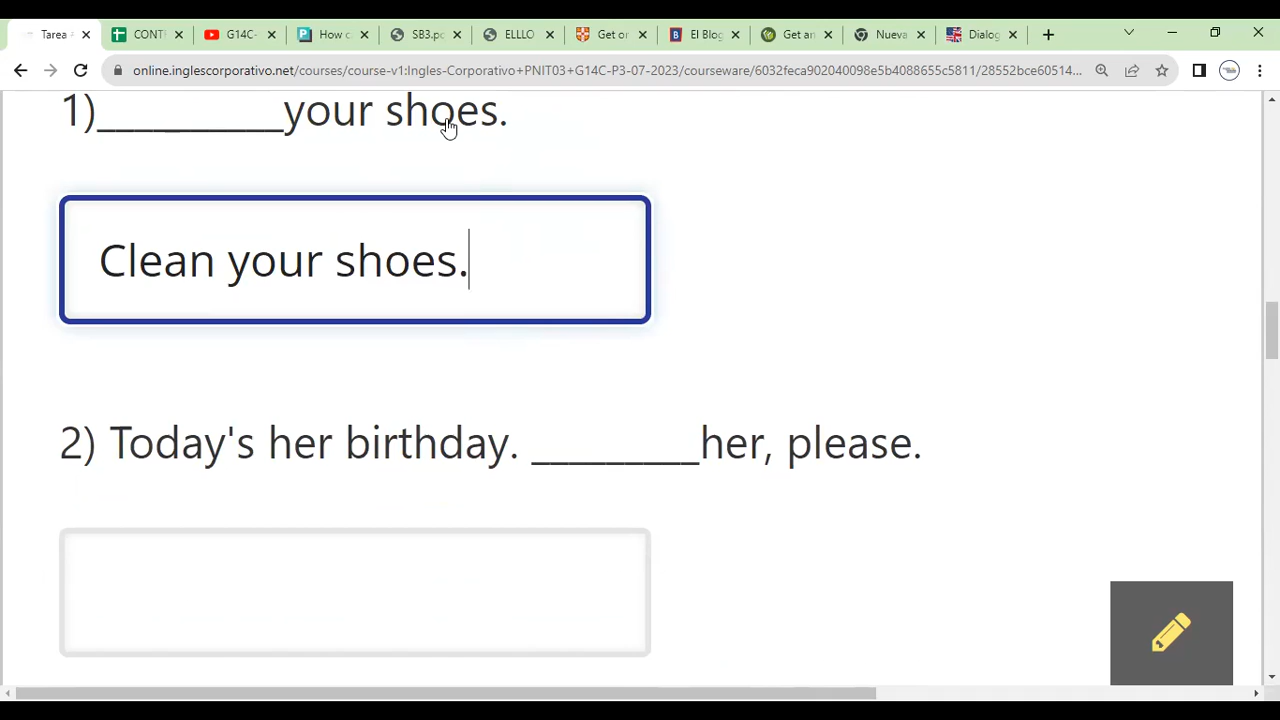 Tarea
CONTI
G14C-
How c
SB3.pc
ELLLO
Get or
El Blog
Get an
Nueva
Dialog
online.inglescorporativo.net/courses/course-v1:Ingles-Corporativo+PNIT03+G14C-P3-07-2023/courseware/6032feca902040098e5b4088655c5811/28552bce60514...
1)__________your shoes.
Clean your shoes.
2) Today's her birthday. _________her, please.